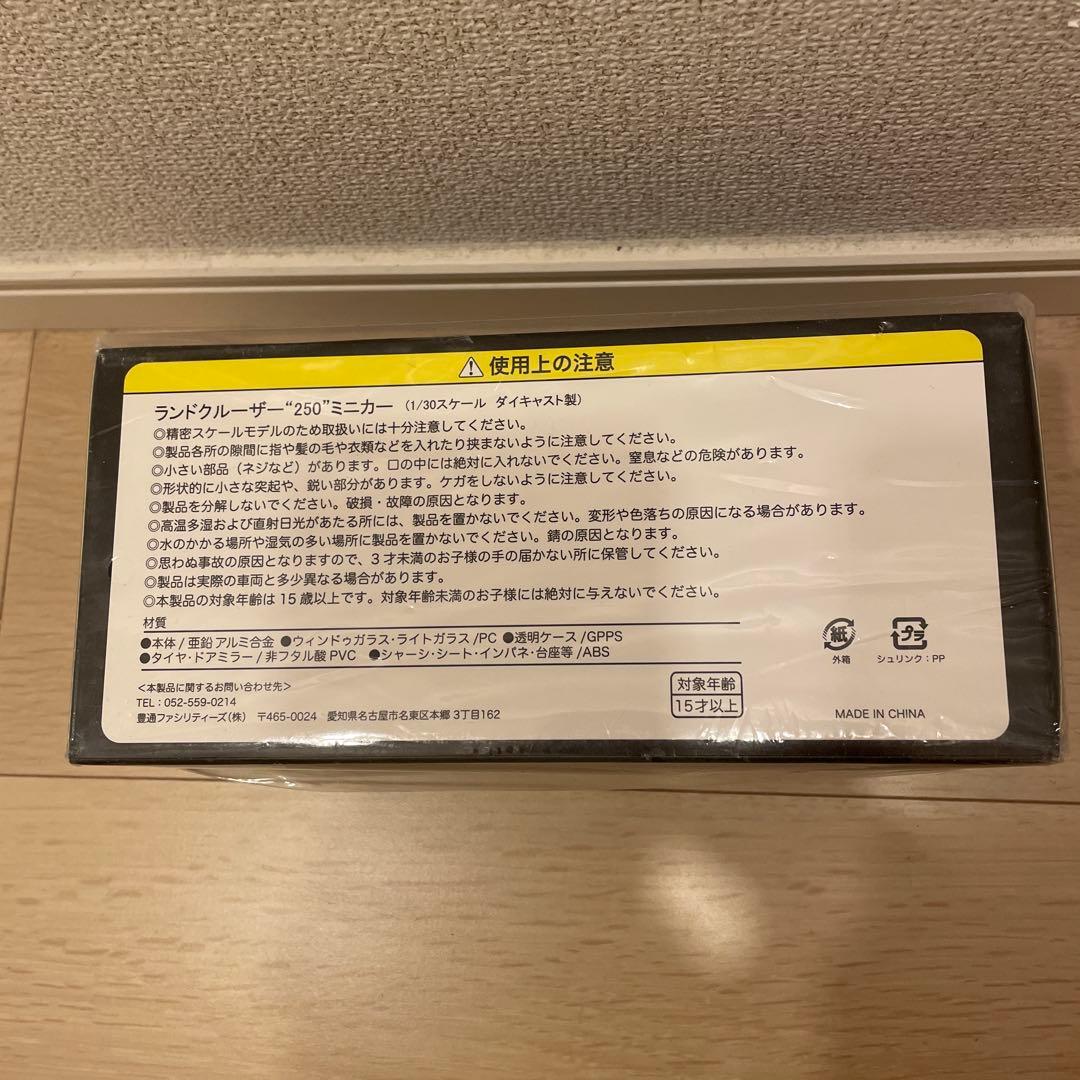 ⚠ 使用上の注意
ランドクルーザー“250”ミニカー (1/30スケール ダイキャスト製)
◎精密スケールモデルのため取扱いには十分注意してください。
◎製品各所の隙間に指や髪の毛や衣類などを入れたり挟まないように注意してください。
◎小さい部品（ネジなど）があります。口の中には絶対に入れないでください。窒息などの危険があります。
◎形状的に小さな突起や、鋭い部分があります。ケガをしないように注意してください。
◎製品を分解しないでください。破損・故障の原因となります。
◎高温多湿および直射日光があたる所には、製品を置かないでください。変形や色落ちの原因になる場合があります。
◎水のかかる場所や湿気の多い場所に製品を置かないでください。錆の原因となります。
◎思わぬ事故の原因となりますので、3才未満のお子様の手の届かない所に保管してください。
◎製品は実際の車両と多少異なる場合があります。
◎本製品の対象年齢は15歳以上です。対象年齢未満のお子様には絶対に与えないでください。
材質
●本体/亜鉛 アルミ合金 ●ウィンドゥガラス・ライトガラス/PC ●透明ケース/GPPS
●タイヤ・ドアミラー/非フタル酸PVC ●シャーシ・シート・インパネ・台座等/ABS
紙
外箱
プラ
シュリンク：PP
＜本製品に関するお問い合わせ先＞
TEL：052-559-0214
豊通ファシリティーズ(株) 〒465-0024 愛知県名古屋市名東区本郷3丁目162
対象年齢
15才以上
MADE IN CHINA